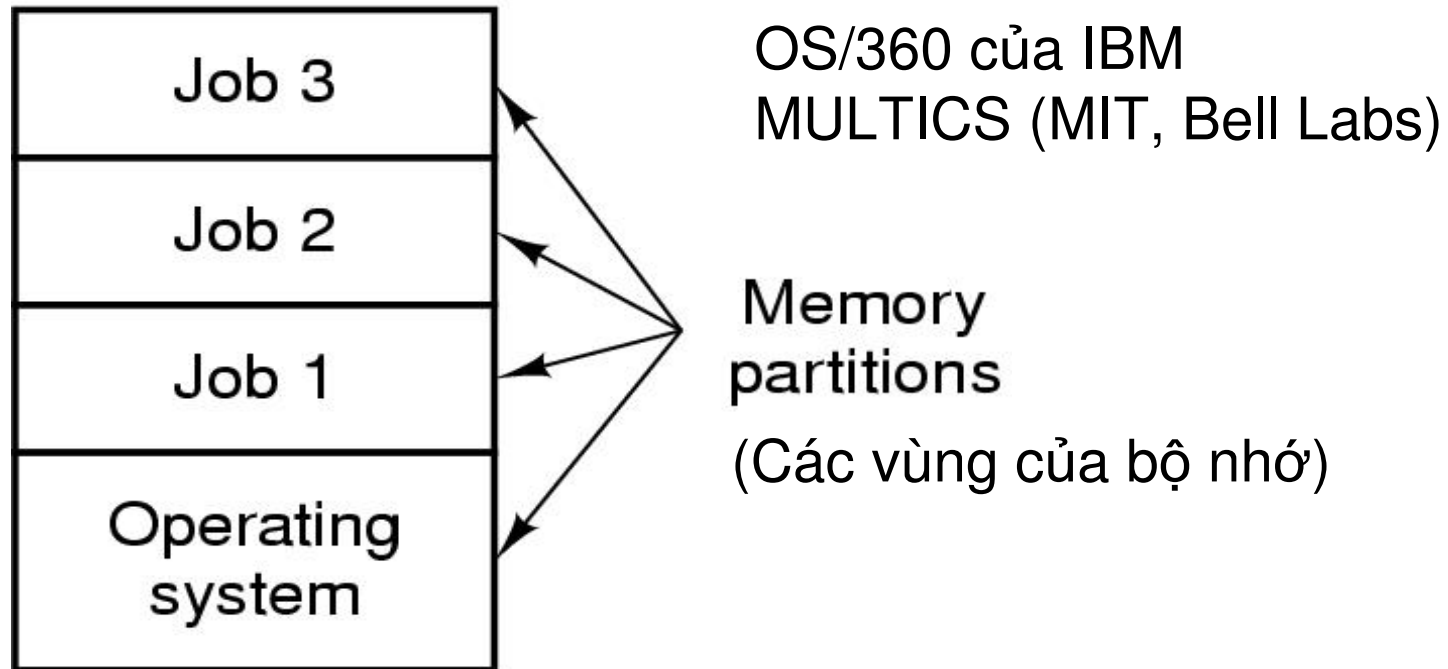 Job 3
Job 2
Job 1
Operating
system
OS/360 của IBM
MULTICS (MIT, Bell Labs)
Memory
partitions
(Các vùng của bộ nhớ)